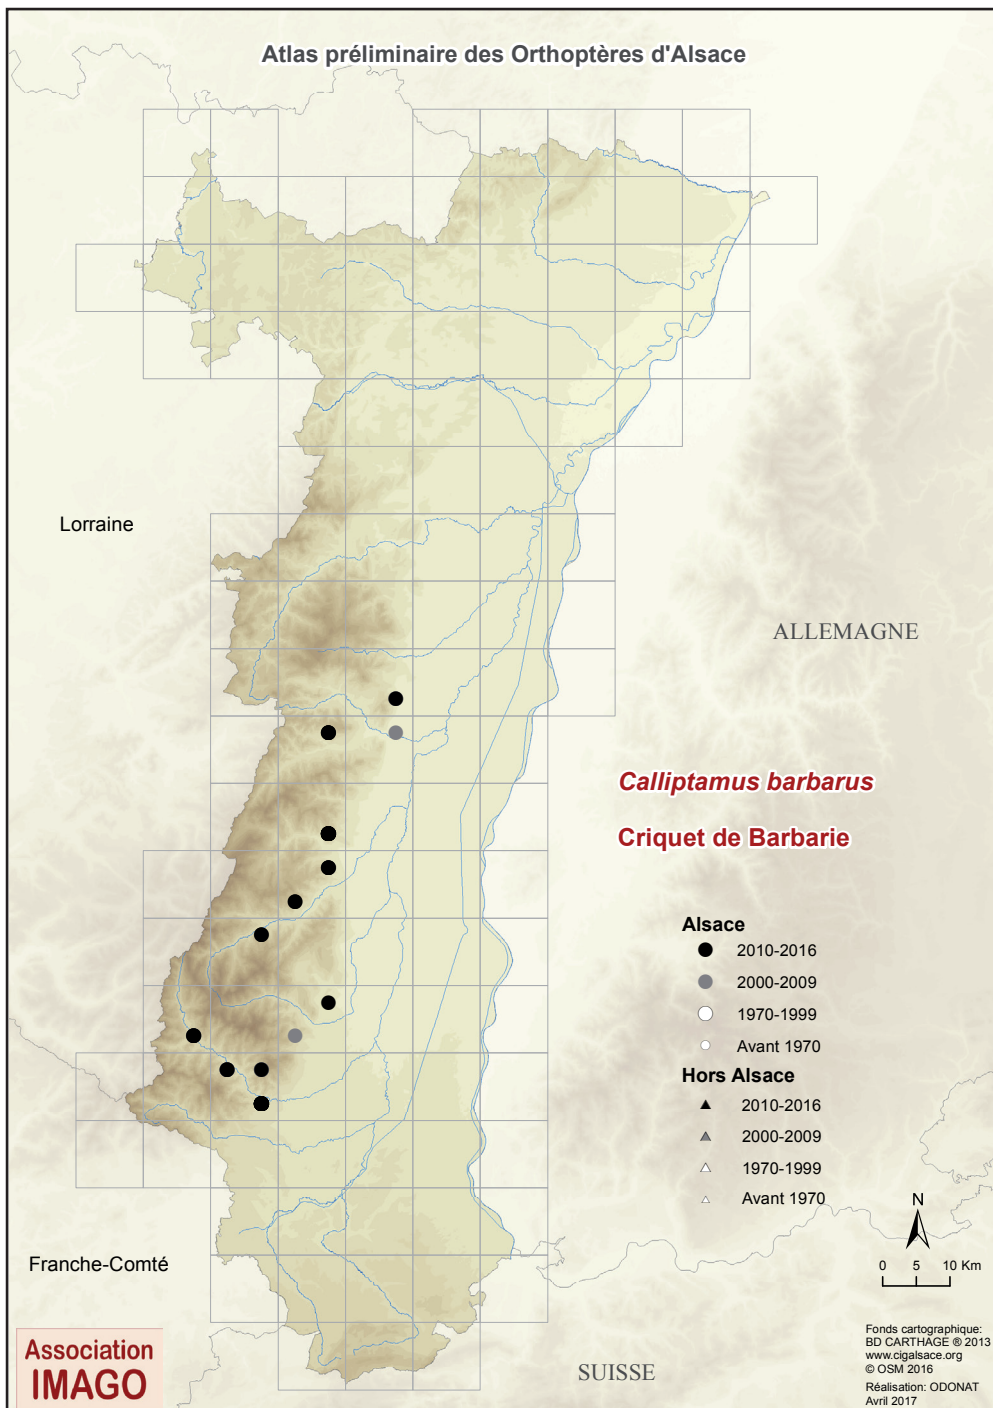 Atlas préliminaire des Orthoptères d'Alsace
Lorraine
ALLEMAGNE
Calliptamus barbarus
Criquet de Barbarie
Alsace
2010-2016
2000-2009
1970-1999
Avant 1970
Hors Alsace
2010-2016
2000-2009
1970-1999
Avant 1970
N
0 5 10 Km
Franche-Comté
SUISSE
Association
IMAGO
Fonds cartographique:
BD CARTHAGE ® 2013
www.cigalsace.org
© OSM 2016
Réalisation: ODONAT
Avril 2017